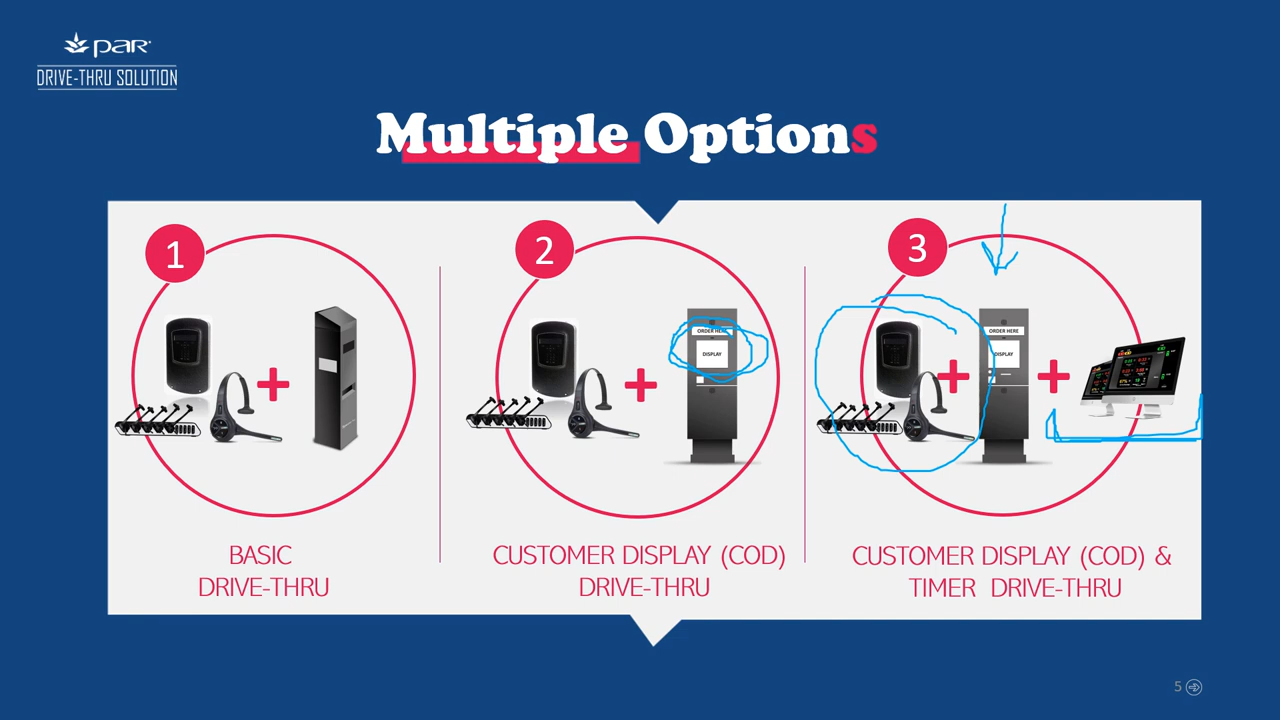 par
DRIVE-THRU SOLUTION
Multiple Options
1
2
3
ORDER HERE
DISPLAY
ORDER HERE
DISPLAY
BASIC
DRIVE-THRU
CUSTOMER DISPLAY (COD)
DRIVE-THRU
CUSTOMER DISPLAY (COD) &
TIMER DRIVE-THRU
5